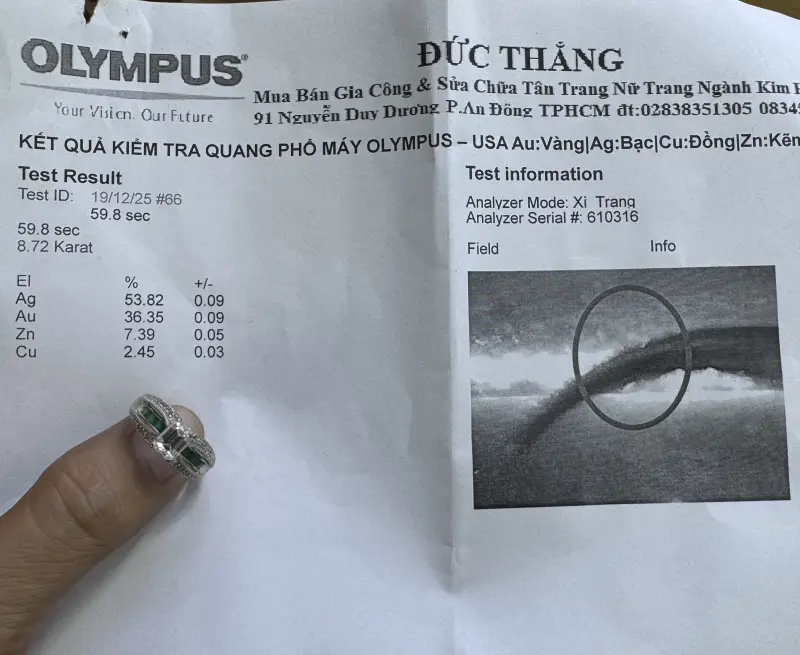 OLYMPUS®
Your Vision, Our Future
ĐỨC THẮNG
Mua Bán Gia Công & Sửa Chữa Tân Trang Nữ Trang Ngành Kim
91 Nguyễn Duy Dương P.An Đông TPHCM đt:02838351305 0834
KẾT QUẢ KIỂM TRA QUANG PHỔ MÁY OLYMPUS – USA Au:Vàng|Ag:Bạc|Cu:Đồng|Zn:Kẽm
Test Result
Test ID: 19/12/25 #66
59.8 sec
59.8 sec
8.72 Karat
El % +/-
Ag 53.82 0.09
Au 36.35 0.09
Zn 7.39 0.05
Cu 2.45 0.03
Test information
Analyzer Mode: Xi_Trang
Analyzer Serial #: 610316
Field Info